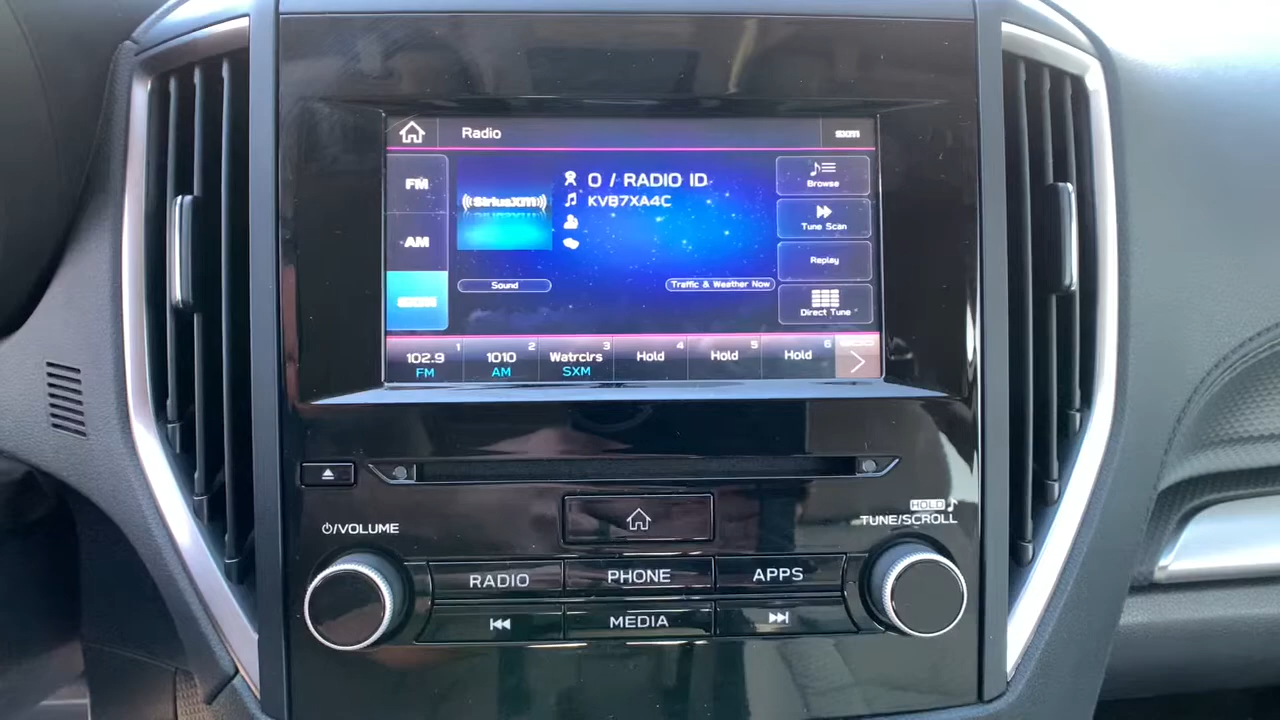 Radio
sxm
FM
AM
sxm
((SiriusXM))
0 / RADIO ID
KVB7XA4C
Sound
Traffic & Weather Now
Browse
Tune Scan
Replay
Direct Tune
1
102.9
FM
2
1010
AM
3
Watrclrs
SXM
4
Hold
5
Hold
6
Hold
/VOLUME
HOLD
TUNE/SCROLL
RADIO
PHONE
APPS
MEDIA